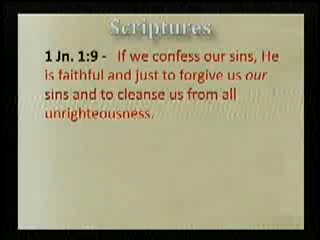 Scriptures
1 Jn. 1:9 - If we confess our sins, He
is faithful and just to forgive us our
sins and to cleanse us from all
unrighteousness.